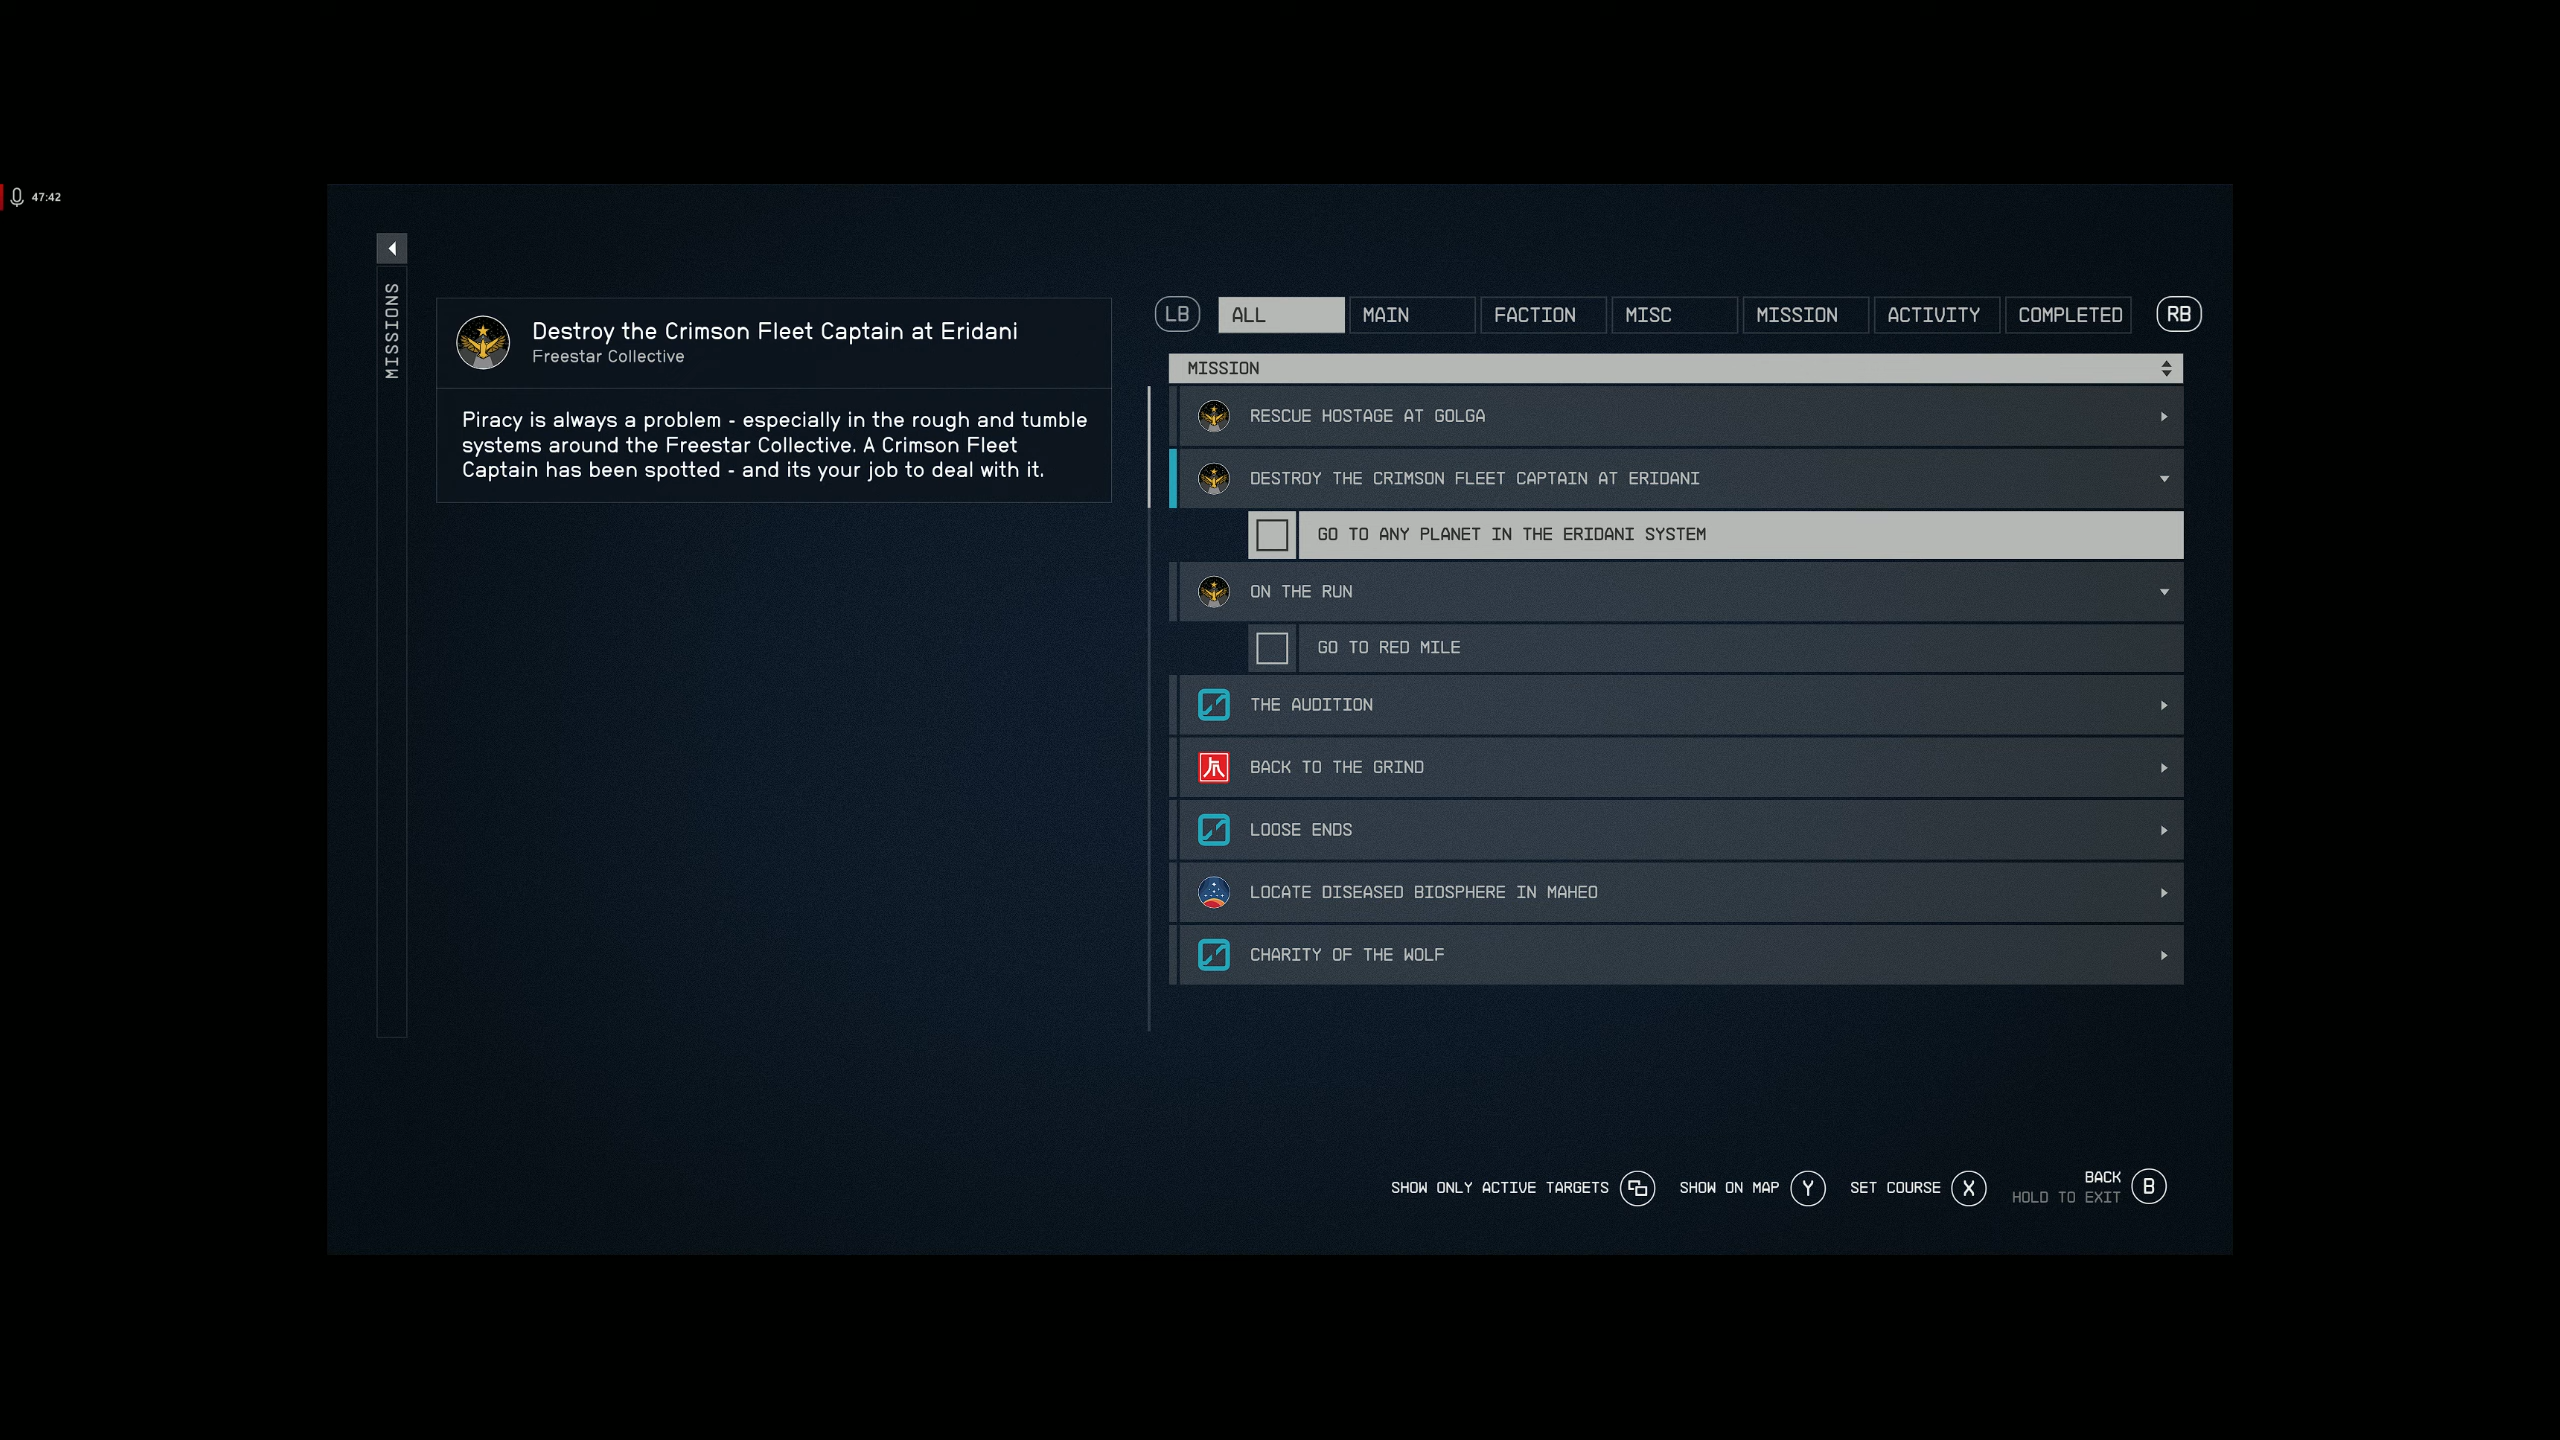 47:42
MISSIONS
Destroy the Crimson Fleet Captain at Eridani
Freestar Collective
Piracy is always a problem - especially in the rough and tumble
systems around the Freestar Collective. A Crimson Fleet
Captain has been spotted - and its your job to deal with it.
LB ALL MAIN FACTION MISC MISSION ACTIVITY COMPLETED RB
MISSION
RESCUE HOSTAGE AT GOLGA
DESTROY THE CRIMSON FLEET CAPTAIN AT ERIDANI
GO TO ANY PLANET IN THE ERIDANI SYSTEM
ON THE RUN
GO TO RED MILE
THE AUDITION
BACK TO THE GRIND
LOOSE ENDS
LOCATE DISEASED BIOSPHERE IN MAHEO
CHARITY OF THE WOLF
SHOW ONLY ACTIVE TARGETS SHOW ON MAP Y SET COURSE X BACK B
HOLD TO EXIT